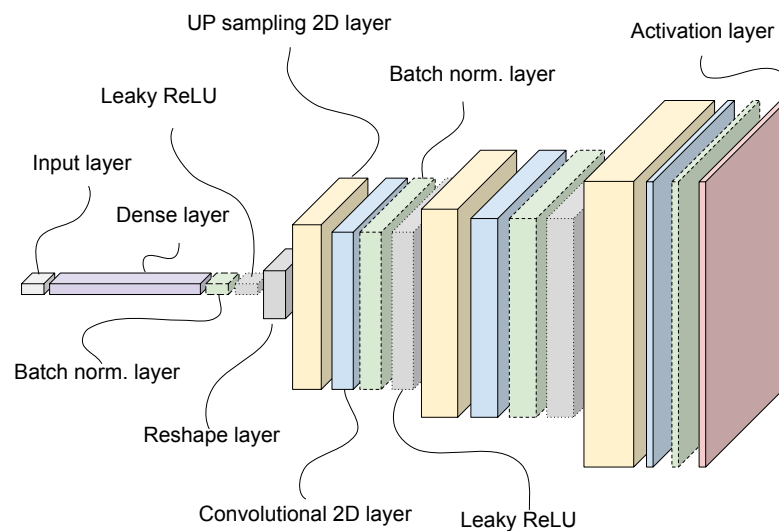 UP sampling 2D layer
Activation layer
Batch norm. layer
Leaky ReLU
Input layer
Dense layer
Batch norm. layer
Reshape layer
Convolutional 2D layer
Leaky ReLU